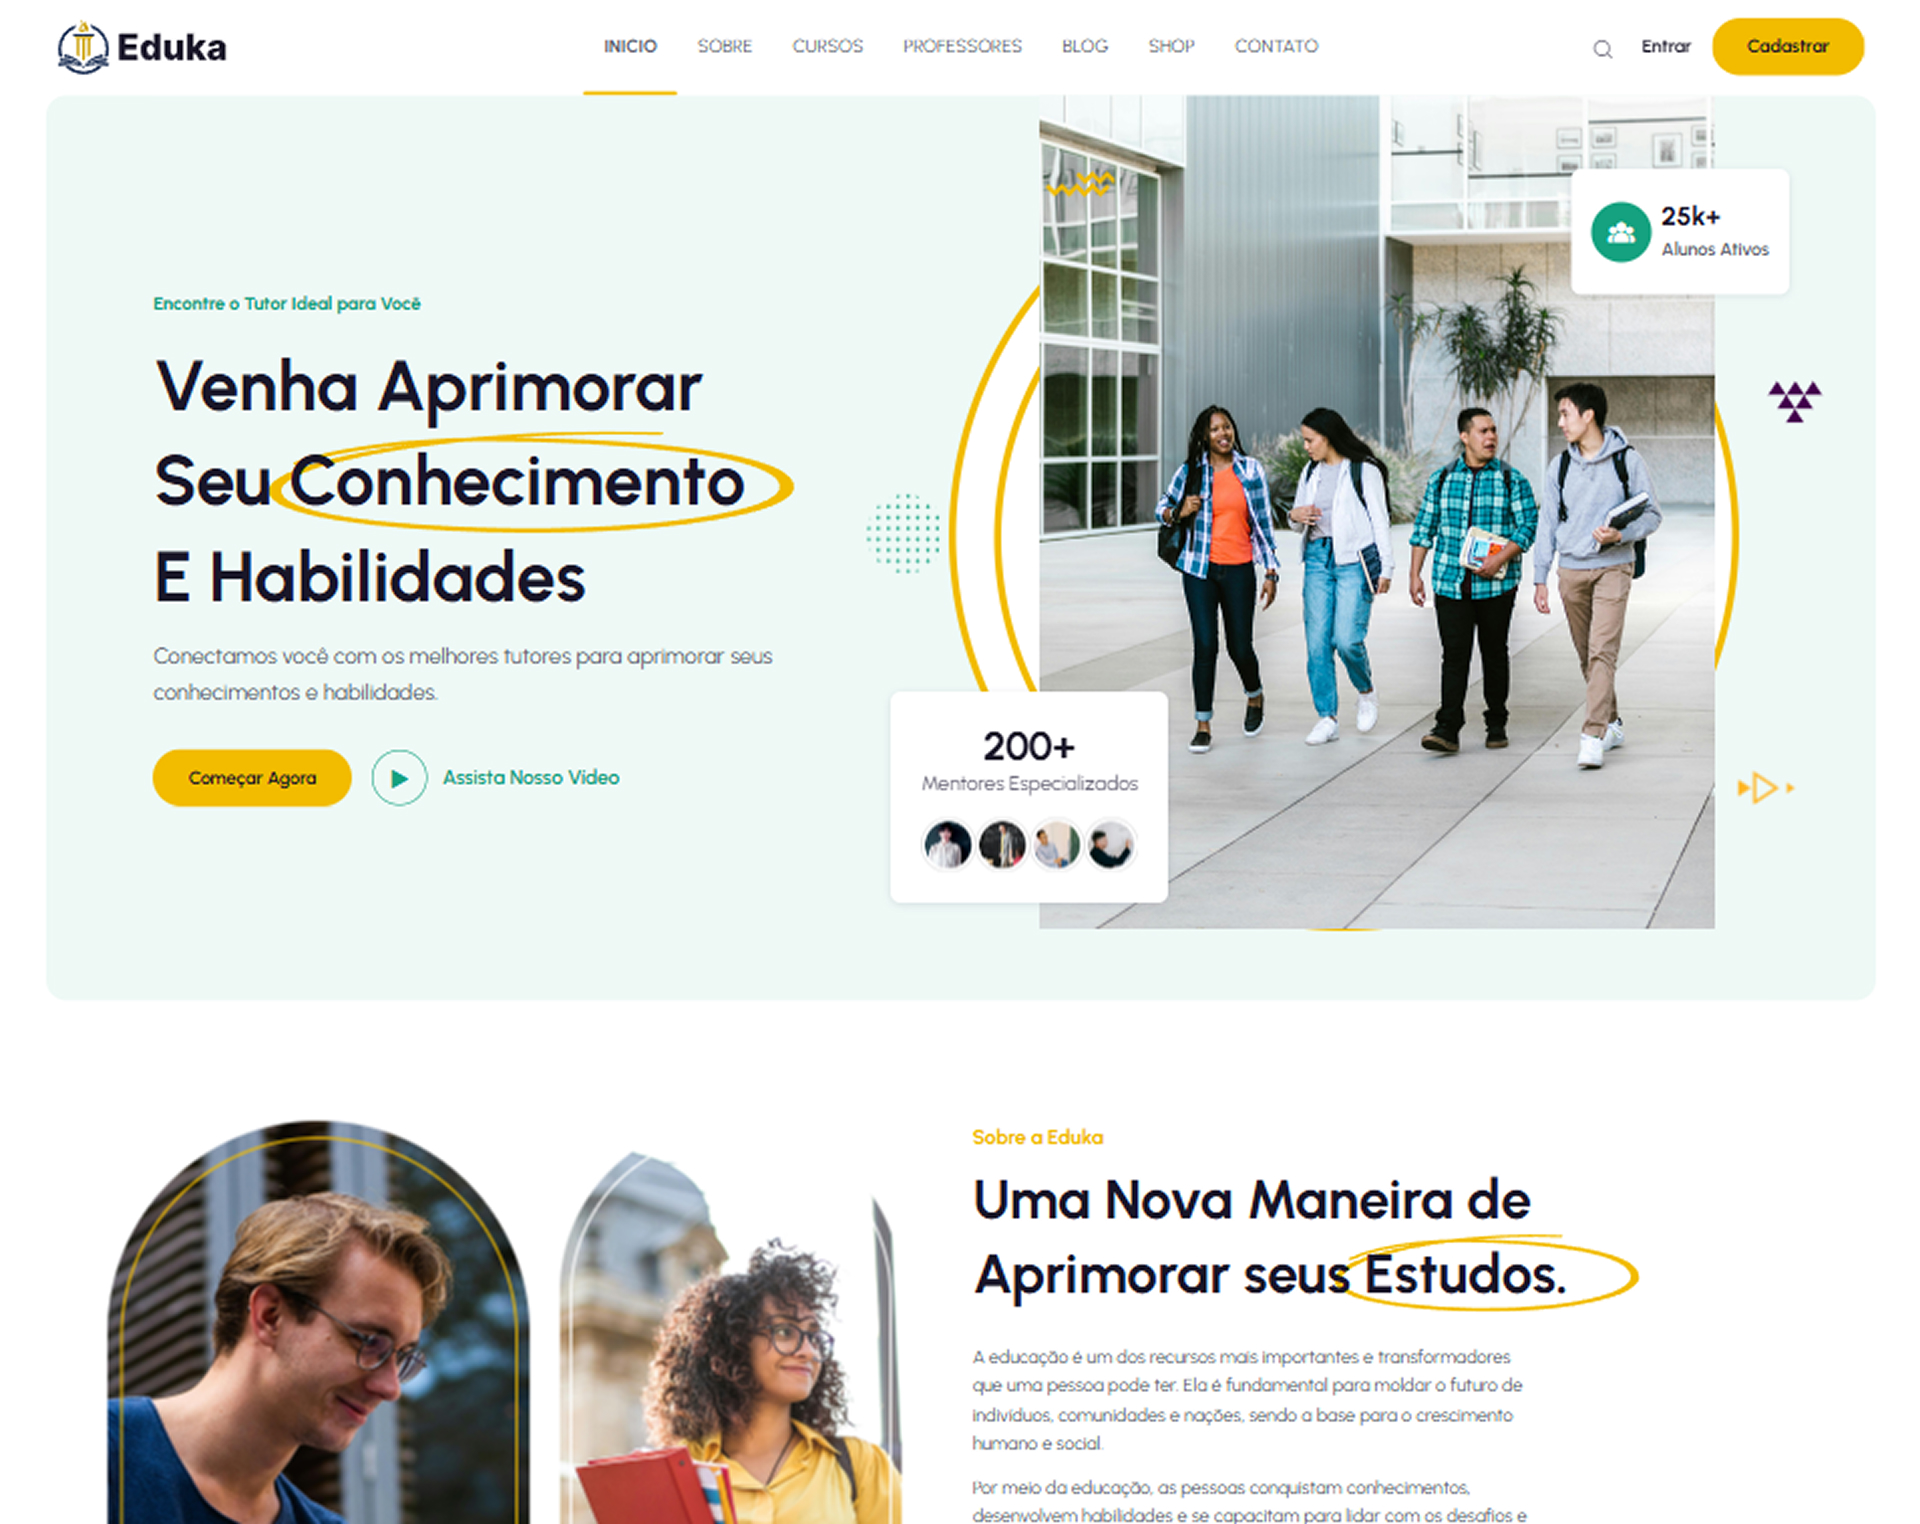 Eduka
INICIO SOBRE CURSOS PROFESSORES BLOG SHOP CONTATO
Entrar
Cadastrar
25k+
Alunos Ativos
Encontre o Tutor Ideal para Você
Venha Aprimorar
Seu Conhecimento
E Habilidades
Conectamos você com os melhores tutores para aprimorar seus
conhecimentos e habilidades.
Começar Agora
Assista Nosso Video
200+
Mentores Especializados
Sobre a Eduka
Uma Nova Maneira de
Aprimorar seus Estudos.
A educação é um dos recursos mais importantes e transformadores
que uma pessoa pode ter. Ela é fundamental para moldar o futuro de
indivíduos, comunidades e nações, sendo a base para o crescimento
humano e social.
Por meio da educação, as pessoas conquistam conhecimentos,
desenvolvem habilidades e se capacitam para lidar com os desafios e